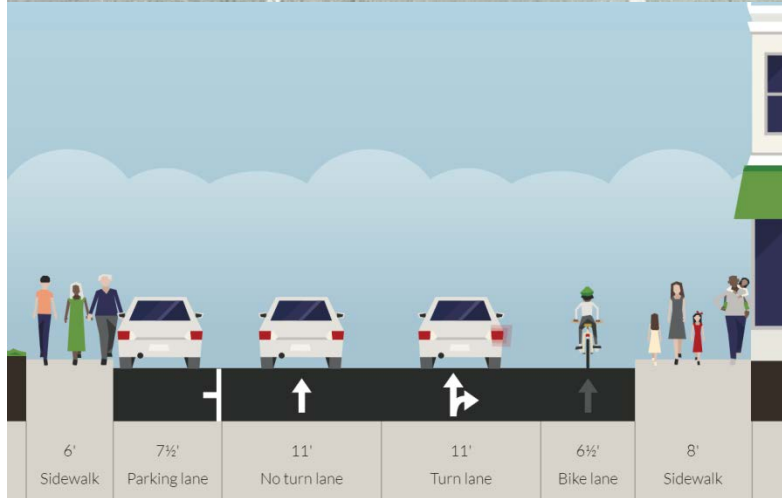 6' 7½' 11' 11' 6½' 8'
Sidewalk Parking lane No turn lane Turn lane Bike lane Sidewalk